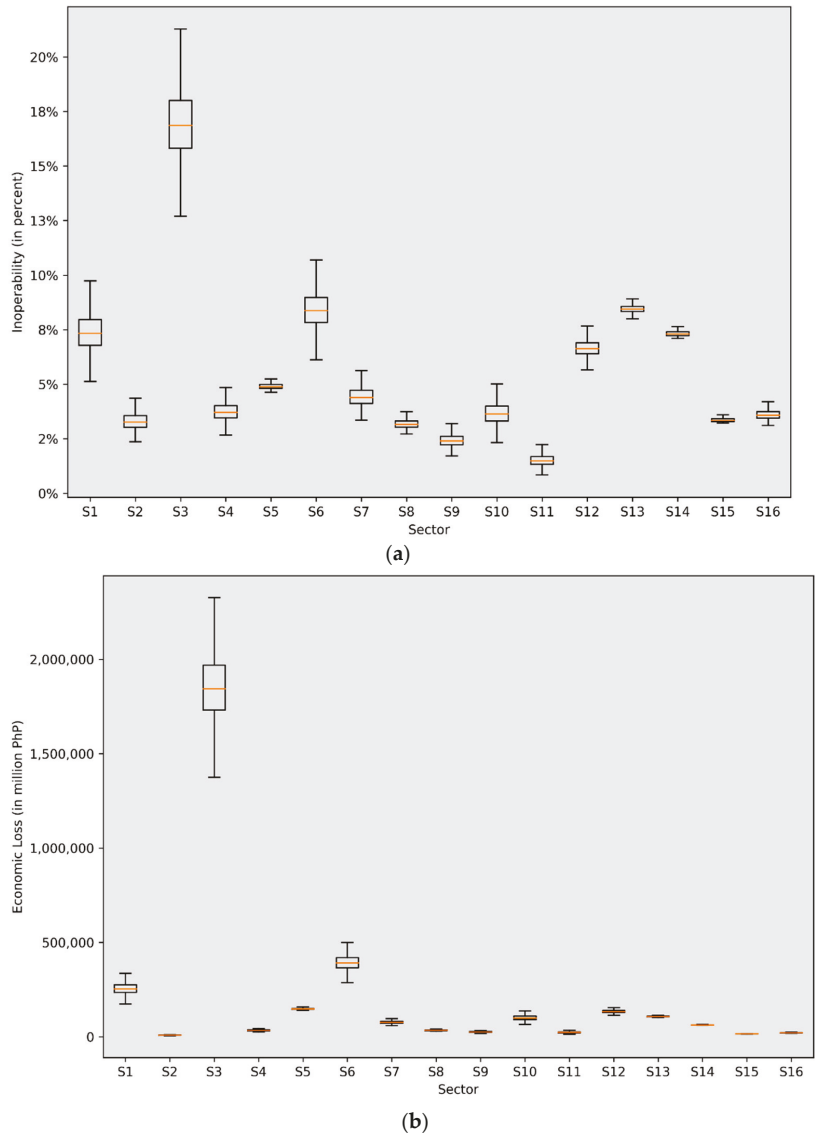 20%
18%
15%
13%
10%
8%
5%
2%
0%
Inoperability (in percent)
S1 S2 S3 S4 S5 S6 S7 S8 S9 S10 S11 S12 S13 S14 S15 S16
Sector
(a)
2,000,000
1,500,000
1,000,000
500,000
0
Economic Loss (in million PhP)
S1 S2 S3 S4 S5 S6 S7 S8 S9 S10 S11 S12 S13 S14 S15 S16
Sector
(b)